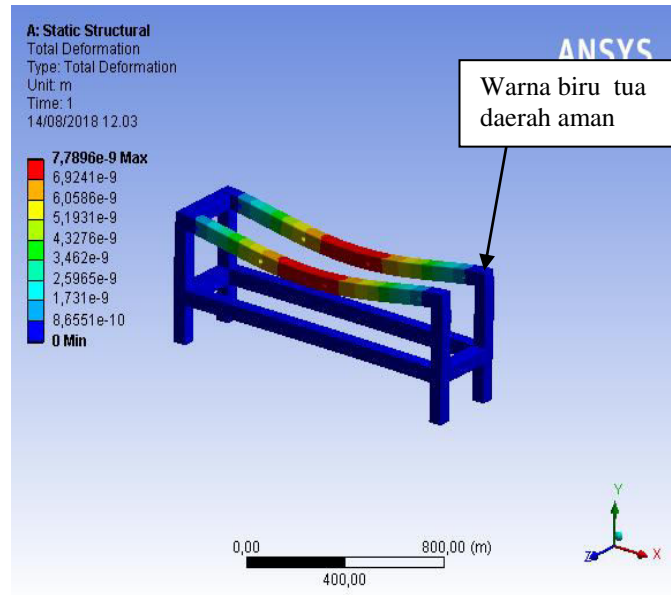 A: Static Structural
Total Deformation
Type: Total Deformation
Unit: m
Time: 1
14/08/2018 12.03
ANSYS
Warna biru tua
daerah aman
7,7896e-9 Max
6,9241e-9
6,0586e-9
5,1931e-9
4,3276e-9
3,462e-9
2,5965e-9
1,731e-9
8,6551e-10
0 Min
0,00
800,00 (m)
400,00
Y
Z
X